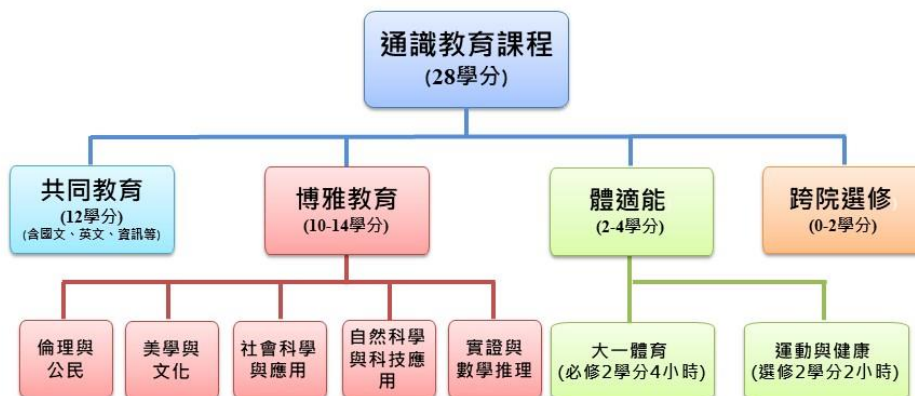 通識教育課程
(28學分)
共同教育
(12學分)
(含國文、英文、資訊等)
博雅教育
(10-14學分)
體適能
(2-4學分)
跨院選修
(0-2學分)
倫理與
公民
美學與
文化
社會科學
與應用
自然科學
與科技應
用
實證與
數學推理
大一體育
(必修2學分4小時)
運動與健康
(選修2學分2小時)